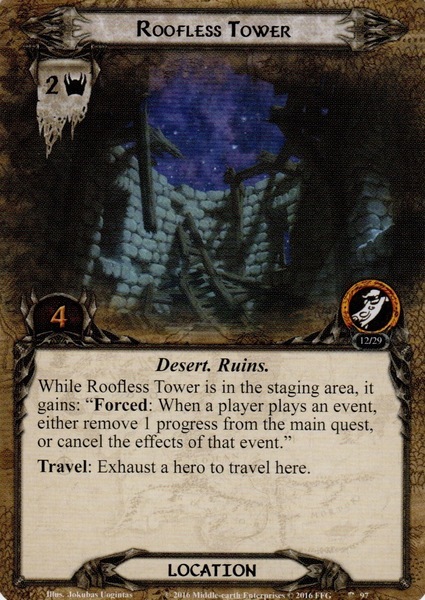 Roofless Tower
2
4
12/29
Desert. Ruins.
While Roofless Tower is in the staging area, it
gains: “Forced: When a player plays an event,
either remove 1 progress from the main quest,
or cancel the effects of that event.”
Travel: Exhaust a hero to travel here.
LOCATION
Illus. Jokubas Uogintas © 2016 Middle-earth Enterprises © 2016 FFG 97